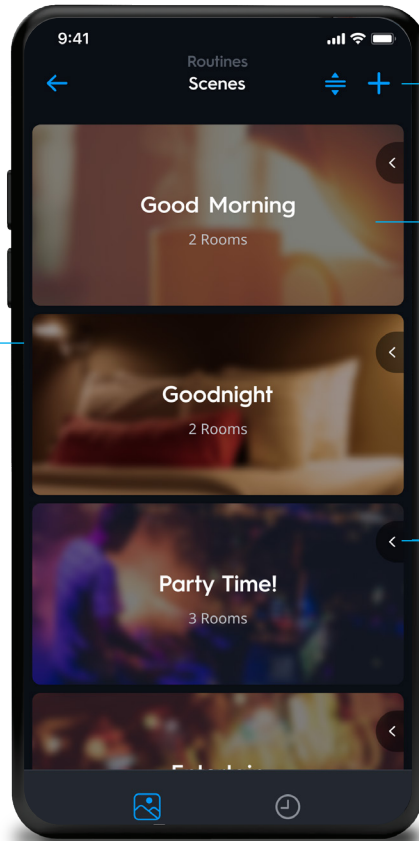 9:41
Routines
Scenes
Good Morning
2 Rooms
Goodnight
2 Rooms
Party Time!
3 Rooms